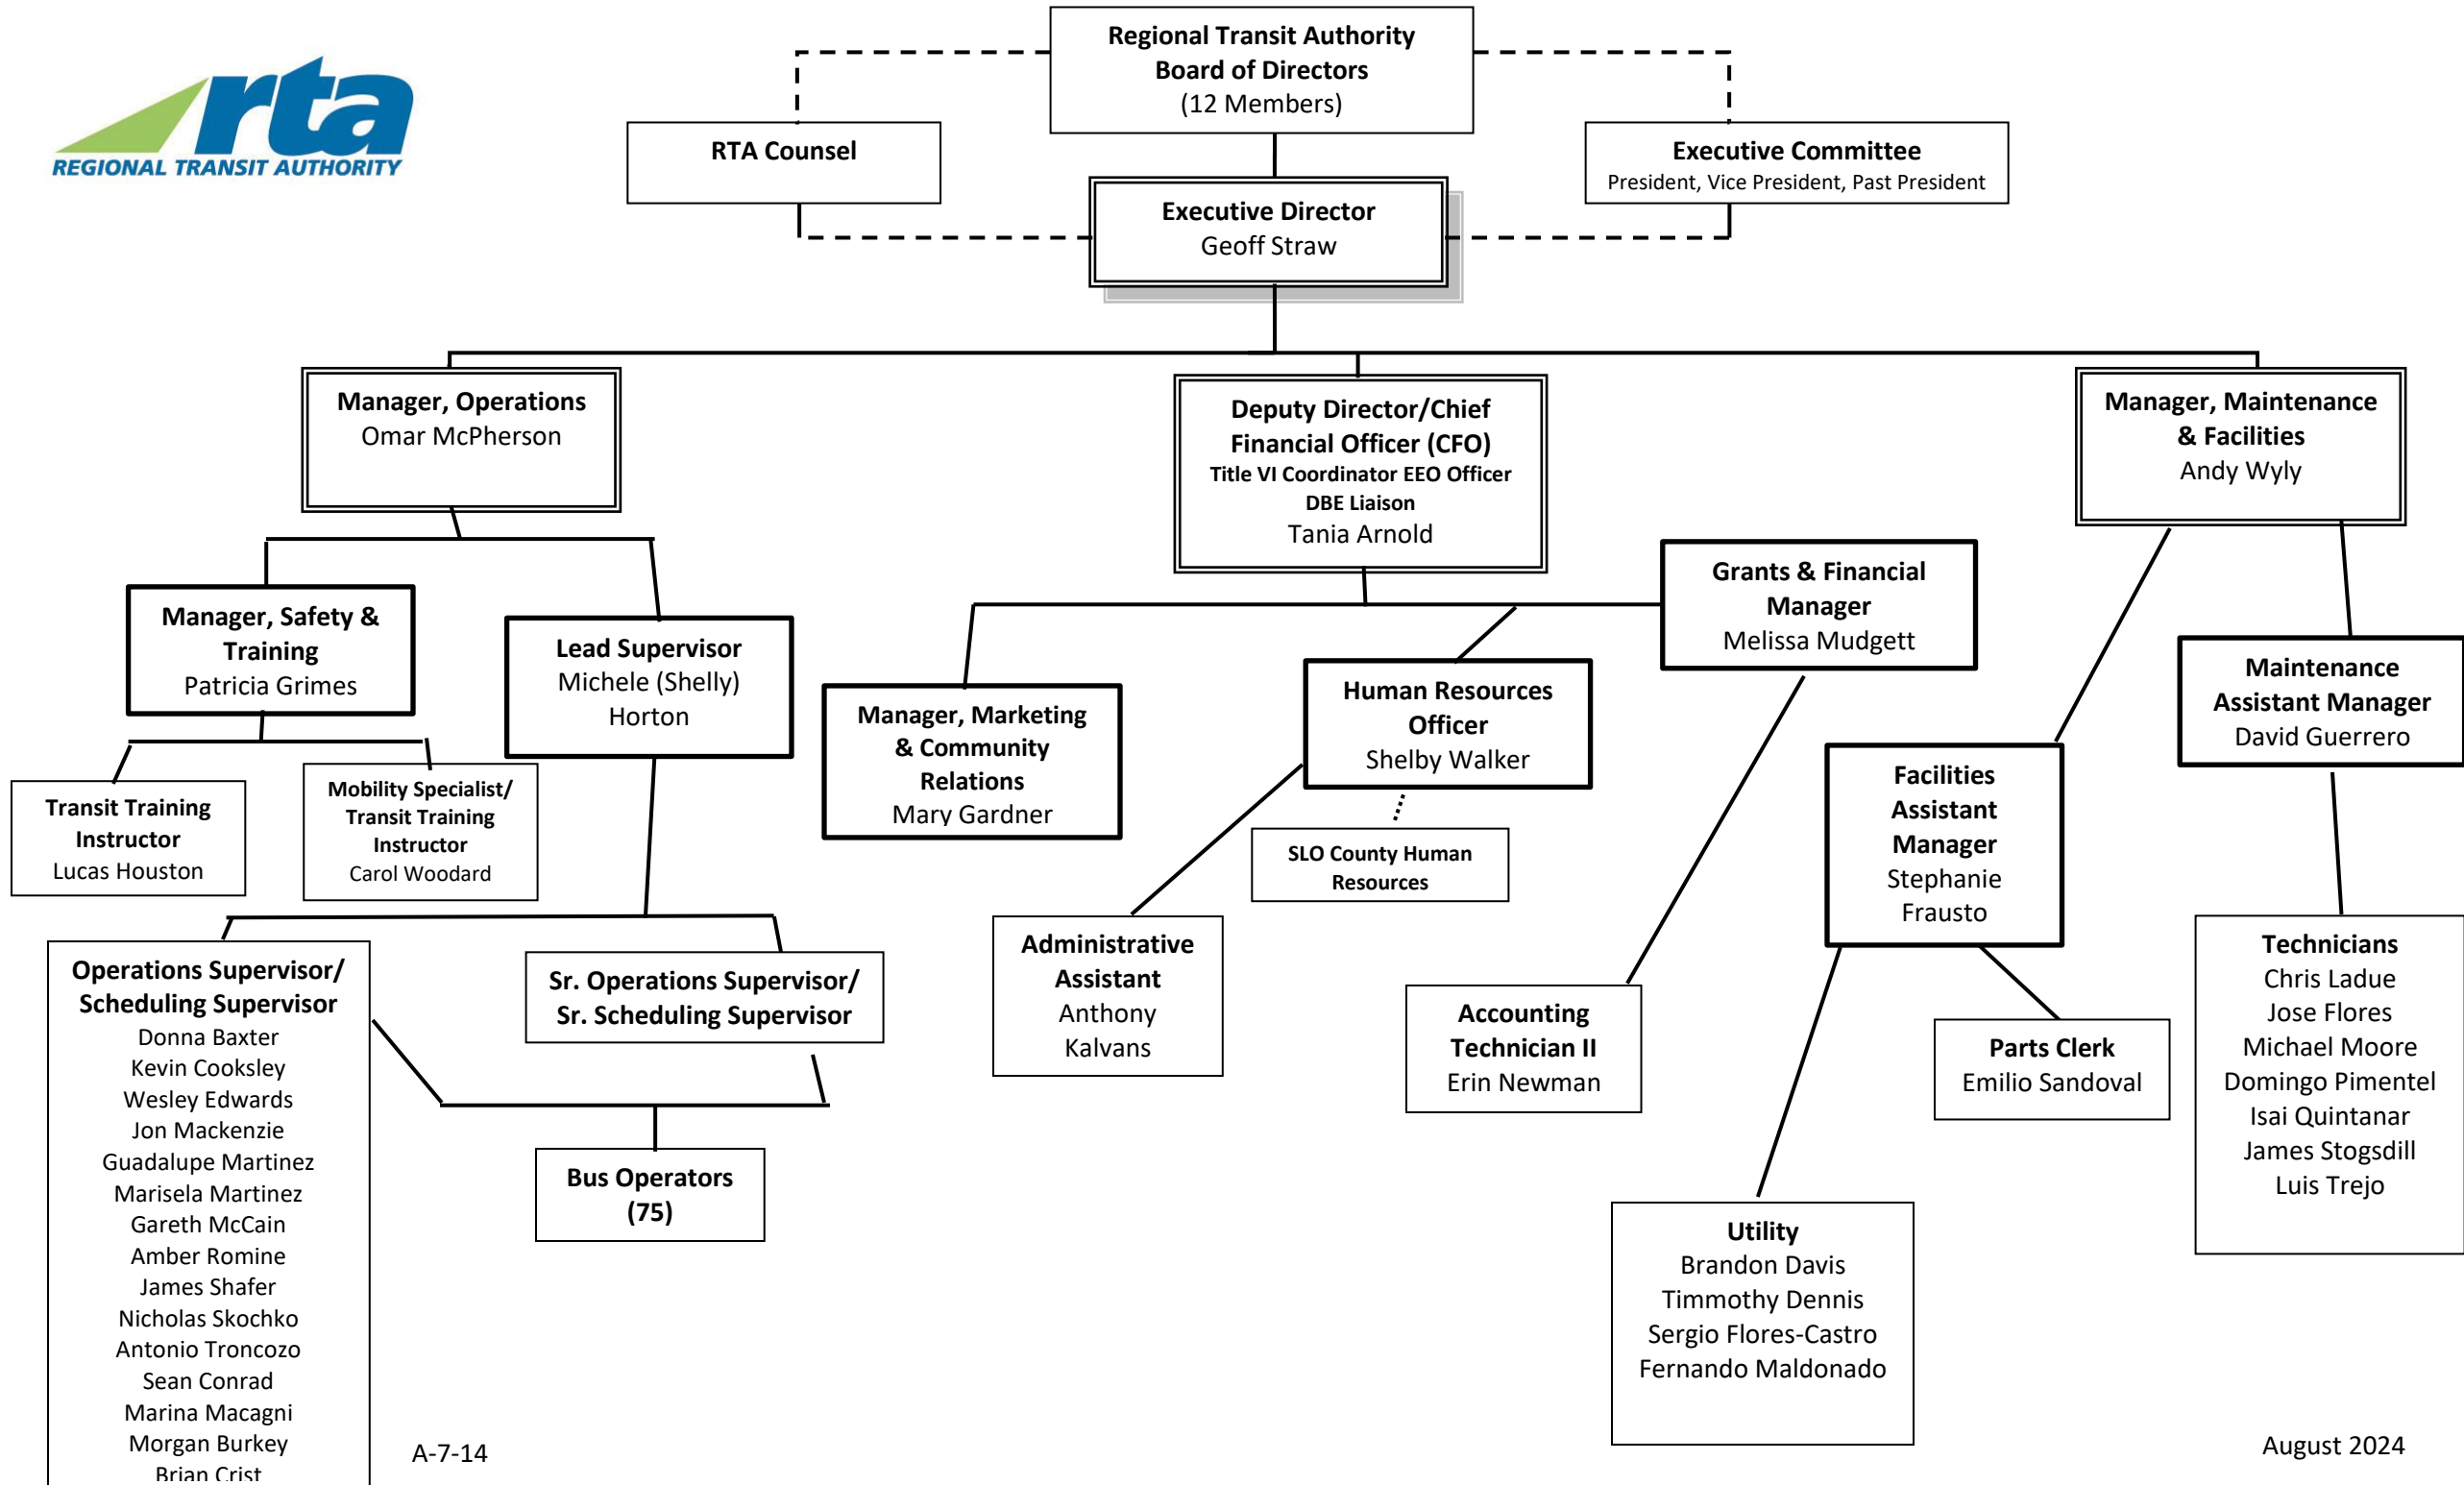 rta
REGIONAL TRANSIT AUTHORITY
Regional Transit Authority
Board of Directors
(12 Members)
RTA Counsel
Executive Committee
President, Vice President, Past President
Executive Director
Geoff Straw
Manager, Operations
Omar McPherson
Deputy Director/Chief
Financial Officer (CFO)
Title VI Coordinator EEO Officer
DBE Liaison
Tania Arnold
Manager, Maintenance
& Facilities
Andy Wyly
Manager, Safety &
Training
Patricia Grimes
Lead Supervisor
Michele (Shelly)
Horton
Manager, Marketing
& Community
Relations
Mary Gardner
Human Resources
Officer
Shelby Walker
Grants & Financial
Manager
Melissa Mudgett
Facilities
Assistant
Manager
Stephanie
Frausto
Maintenance
Assistant Manager
David Guerrero
Transit Training
Instructor
Lucas Houston
Mobility Specialist/
Transit Training
Instructor
Carol Woodard
SLO County Human
Resources
Operations Supervisor/
Scheduling Supervisor
Donna Baxter
Kevin Cooksley
Wesley Edwards
Jon Mackenzie
Guadalupe Martinez
Marisela Martinez
Gareth McCain
Amber Romine
James Shafer
Nicholas Skochko
Antonio Troncozo
Sean Conrad
Marina Macagni
Morgan Burkey
Brian Crist
Sr. Operations Supervisor/
Sr. Scheduling Supervisor
Bus Operators
(75)
Administrative
Assistant
Anthony
Kalvans
Accounting
Technician II
Erin Newman
Parts Clerk
Emilio Sandoval
Technicians
Chris Ladue
Jose Flores
Michael Moore
Domingo Pimentel
Isai Quintanar
James Stogsdill
Luis Trejo
Utility
Brandon Davis
Timmothy Dennis
Sergio Flores-Castro
Fernando Maldonado
A-7-14
August 2024